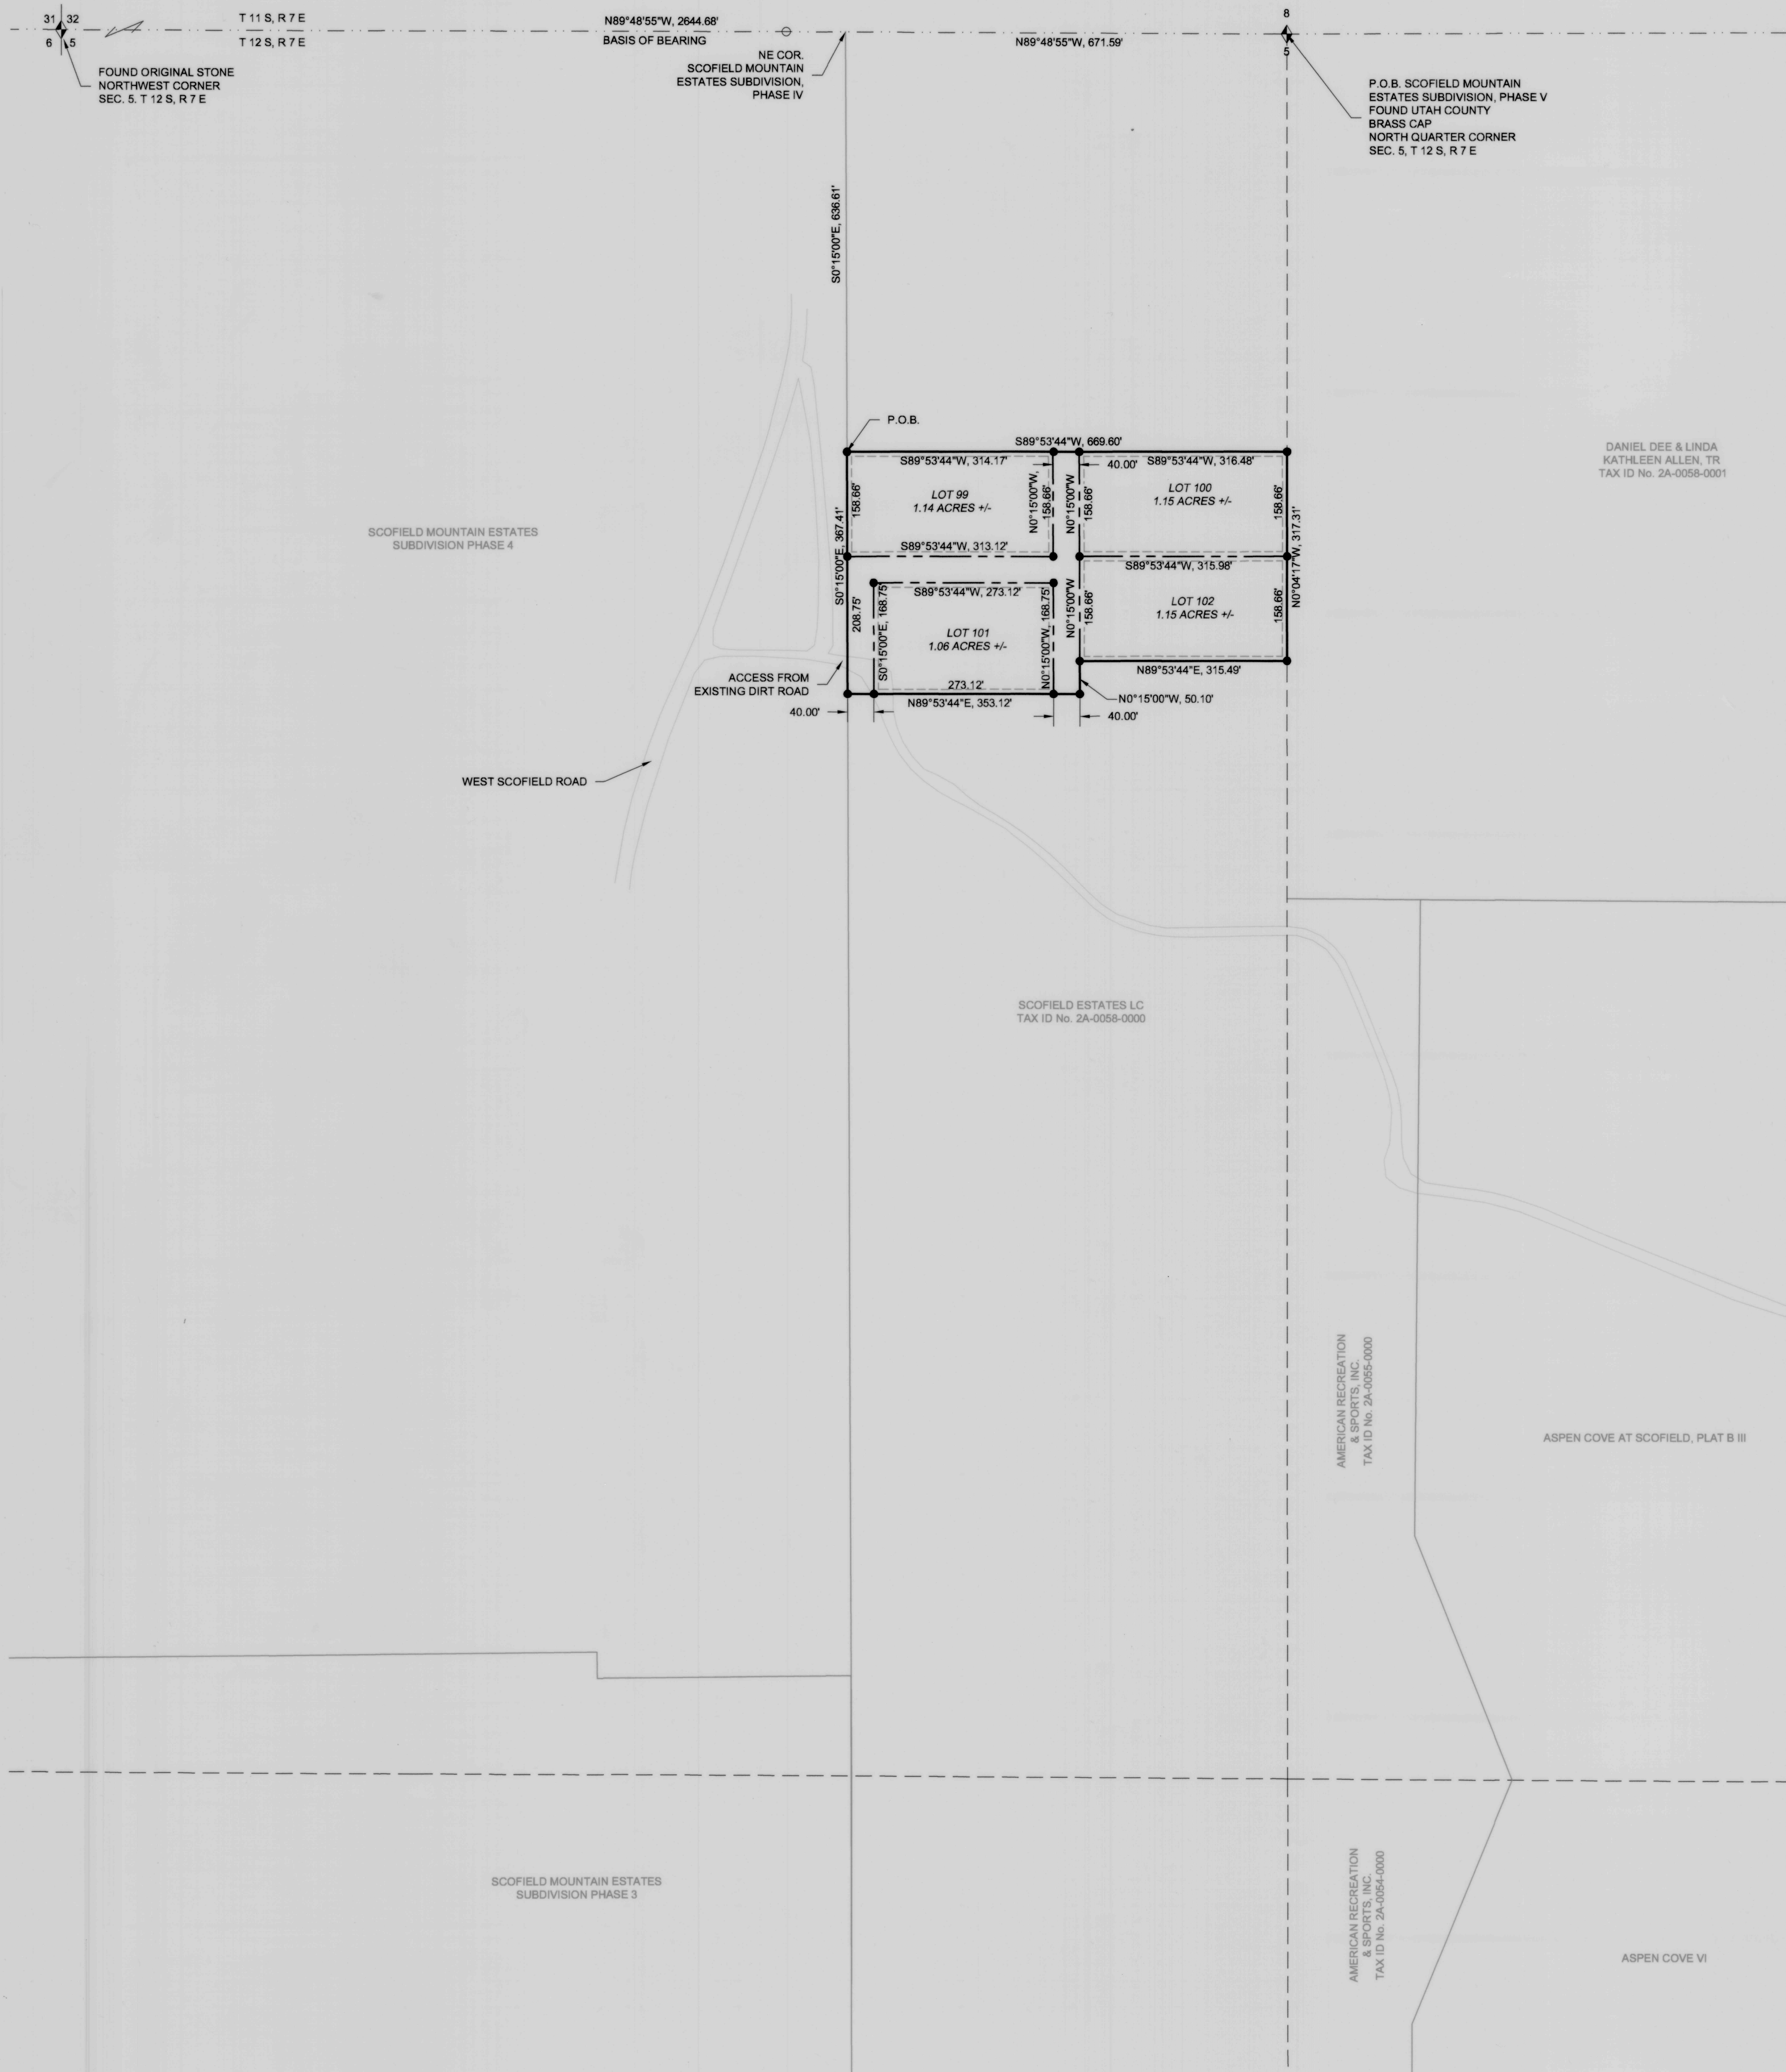 31 32
T 11 S, R 7 E
6 5
T 12 S, R 7 E
N89°48'55"W, 2644.68'
BASIS OF BEARING
N89°48'55"W, 671.59'
8
5
FOUND ORIGINAL STONE
NORTHWEST CORNER
SEC. 5. T 12 S, R 7 E
NE COR.
SCOFIELD MOUNTAIN
ESTATES SUBDIVISION,
PHASE IV
P.O.B. SCOFIELD MOUNTAIN
ESTATES SUBDIVISION, PHASE V
FOUND UTAH COUNTY
BRASS CAP
NORTH QUARTER CORNER
SEC. 5, T 12 S, R 7 E
S0°15'00"E, 636.61'
P.O.B.
S89°53'44"W, 669.60'
S89°53'44"W, 314.17'
40.00'
S89°53'44"W, 316.48'
LOT 99
1.14 ACRES +/-
158.66'
N0°15'00"W,
158.66'
N0°15'00"W
158.66'
LOT 100
1.15 ACRES +/-
158.66'
S0°15'00"E, 367.41'
N0°04'17"W, 317.31'
S89°53'44"W, 313.12'
S89°53'44"W, 315.98'
S89°53'44"W, 273.12'
208.75'
S0°15'00"E, 168.75'
LOT 101
1.06 ACRES +/-
N0°15'00"W, 168.75'
N0°15'00"W
158.66'
LOT 102
1.15 ACRES +/-
158.66'
273.12'
N89°53'44"E, 353.12'
N89°53'44"E, 315.49'
N0°15'00"W, 50.10'
40.00'
40.00'
ACCESS FROM
EXISTING DIRT ROAD
WEST SCOFIELD ROAD
SCOFIELD MOUNTAIN ESTATES
SUBDIVISION PHASE 4
DANIEL DEE & LINDA
KATHLEEN ALLEN, TR
TAX ID No. 2A-0058-0001
SCOFIELD ESTATES LC
TAX ID No. 2A-0058-0000
AMERICAN RECREATION
& SPORTS, INC.
TAX ID No. 2A-0055-0000
ASPEN COVE AT SCOFIELD, PLAT B III
SCOFIELD MOUNTAIN ESTATES
SUBDIVISION PHASE 3
AMERICAN RECREATION
& SPORTS, INC.
TAX ID No. 2A-0054-0000
ASPEN COVE VI